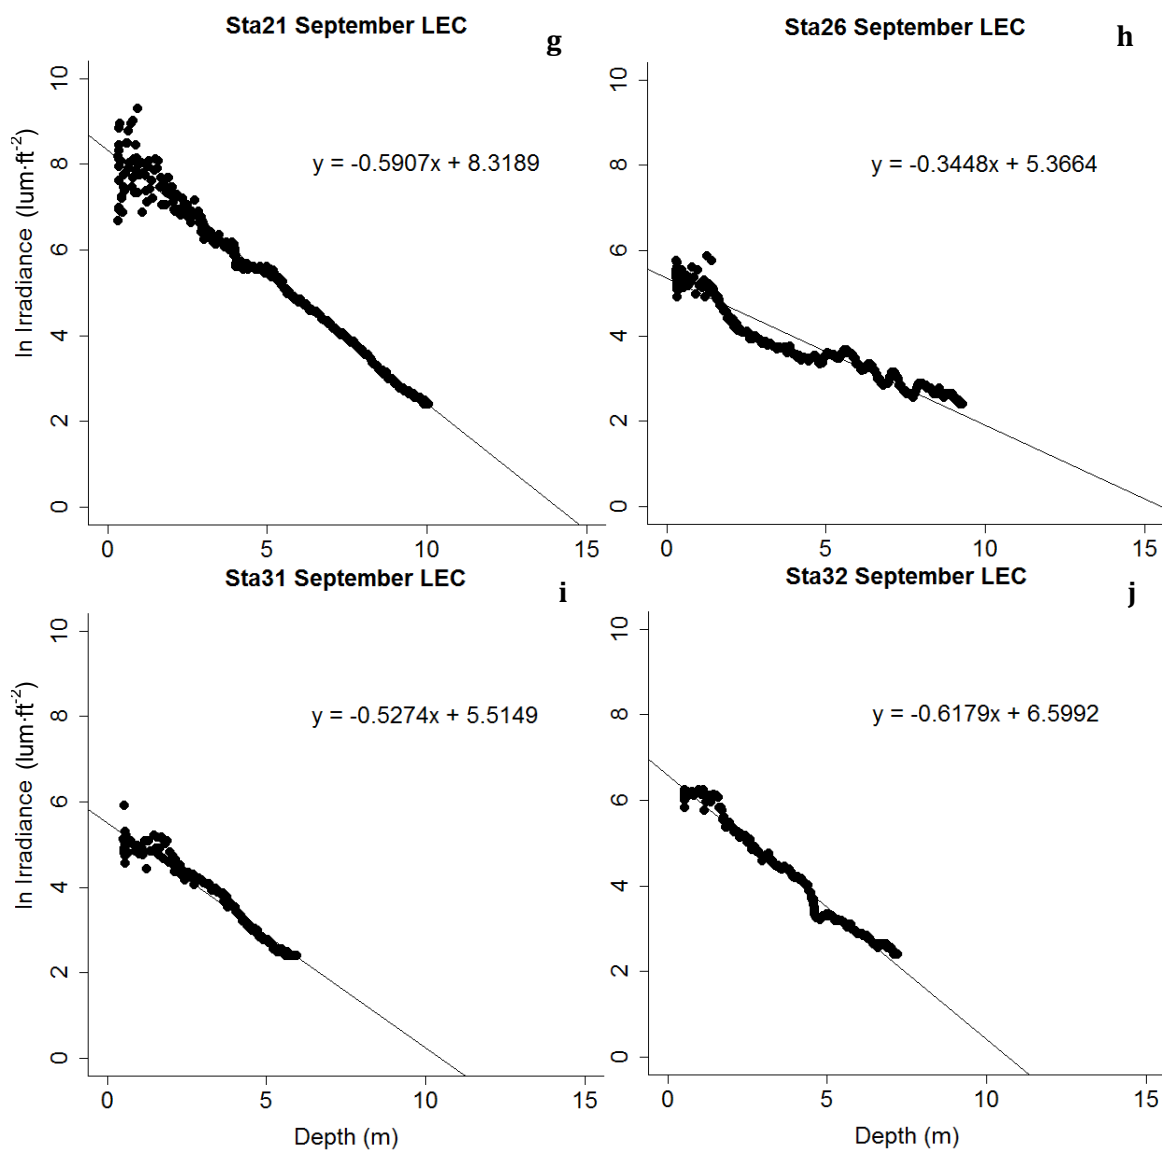 Sta21 September LEC
g
ln Irradiance (lum·ft⁻²)
10
8
6
4
2
0
y = -0.5907x + 8.3189
0 5 10 15
Sta26 September LEC
h
10
8
6
4
2
0
y = -0.3448x + 5.3664
0 5 10 15
Sta31 September LEC
i
ln Irradiance (lum·ft⁻²)
10
8
6
4
2
0
y = -0.5274x + 5.5149
0 5 10 15
Depth (m)
Sta32 September LEC
j
10
8
6
4
2
0
y = -0.6179x + 6.5992
0 5 10 15
Depth (m)